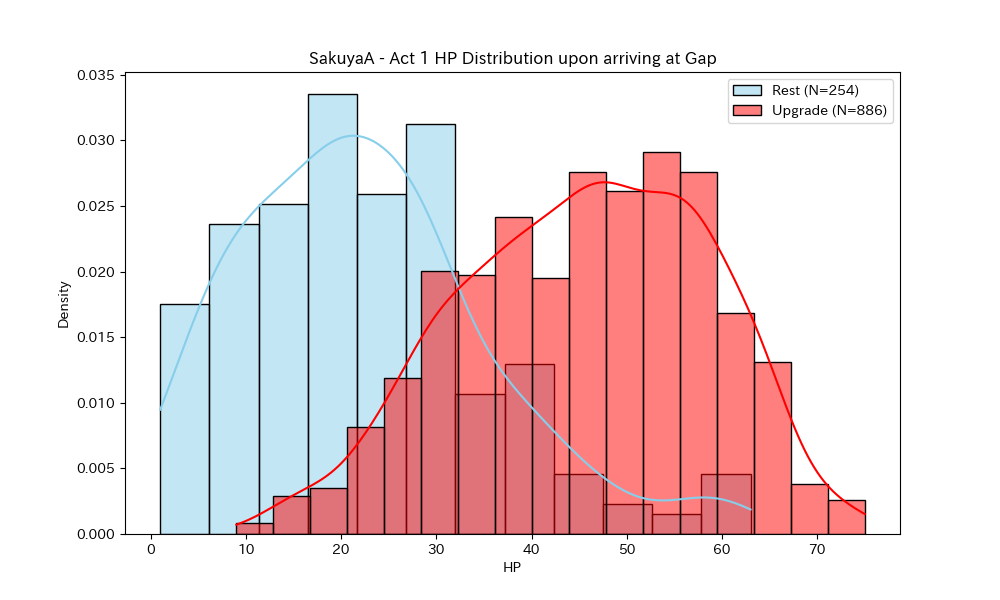 SakuyaA - Act 1 HP Distribution upon arriving at Gap
Rest (N=254)
Upgrade (N=886)
Density
0.035
0.030
0.025
0.020
0.015
0.010
0.005
0.000
0 10 20 30 40 50 60 70
HP